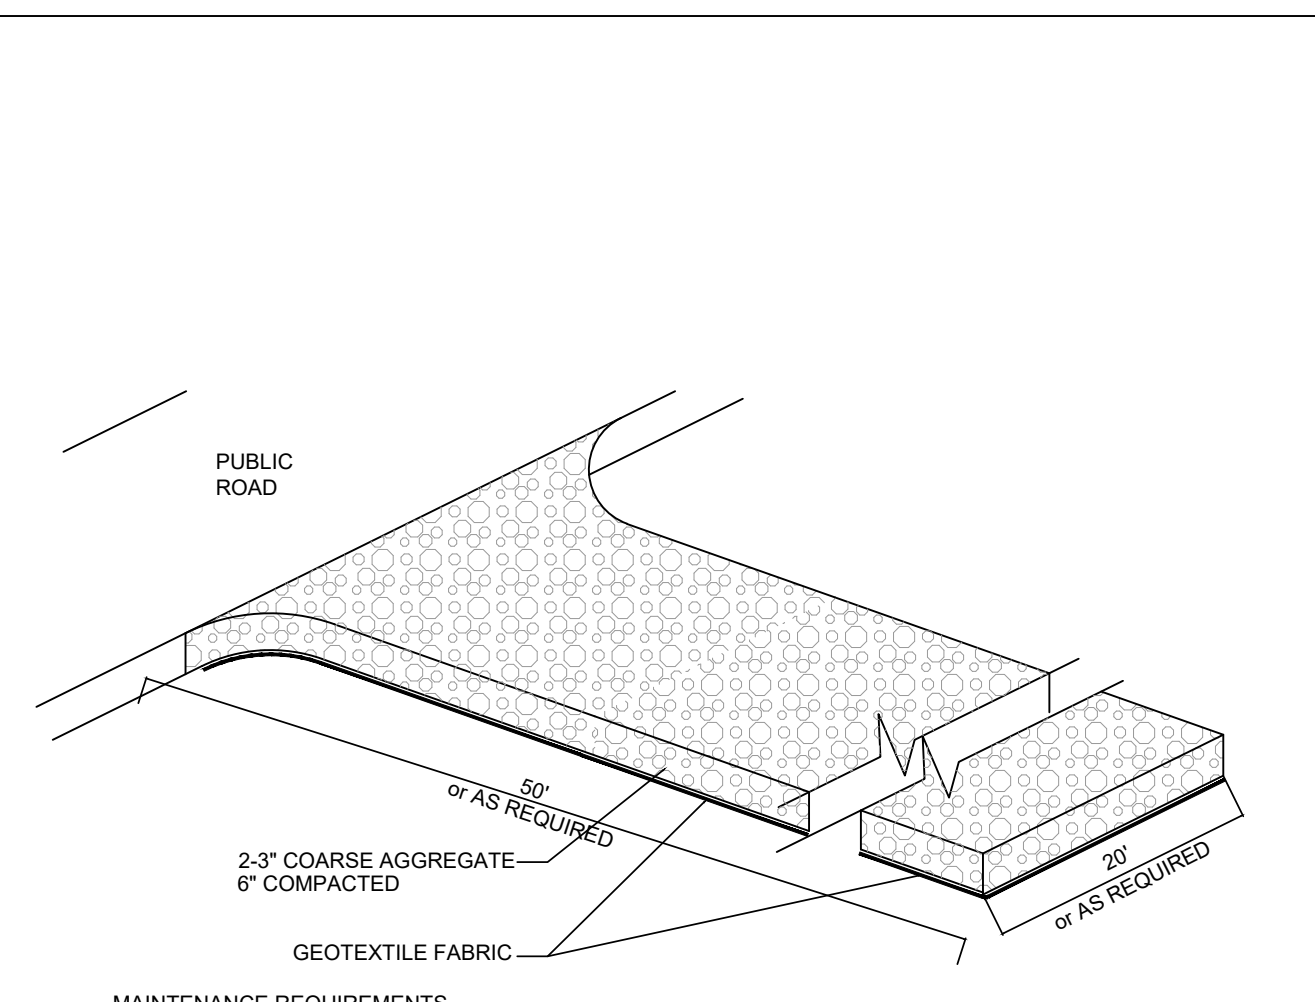 PUBLIC
ROAD
50'
or AS REQUIRED
2-3" COARSE AGGREGATE
6" COMPACTED
20'
or AS REQUIRED
GEOTEXTILE FABRIC
MAINTENANCE REQUIREMENTS